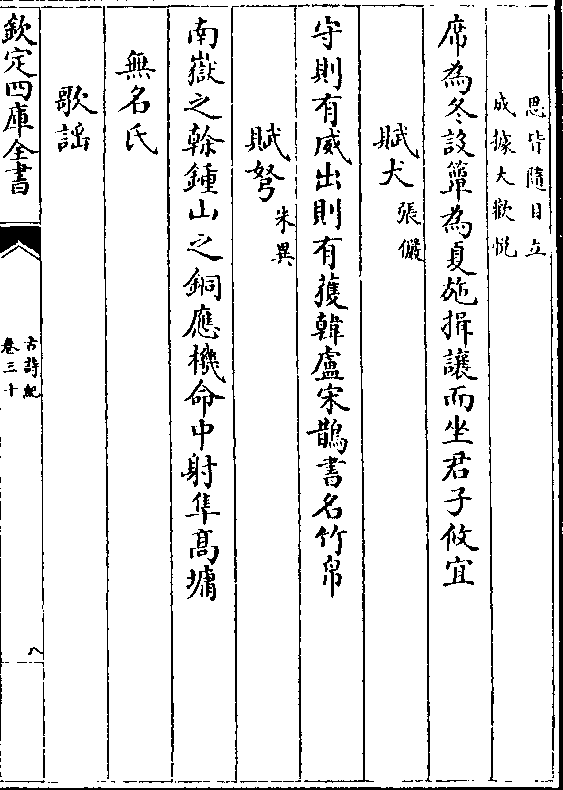 思皆隨目立
成據大歡悦
席為冬設簟為夏施揖讓而坐君子攸宜
賦犬張儼
守則有威出則有獲韓盧宋鵲書名竹帛
賦弩朱異
南嶽之榦鍾山之銅應機命中射隼髙墉
無名氏
歌謡
欽定四庫全書
古詩紀
卷三十
八